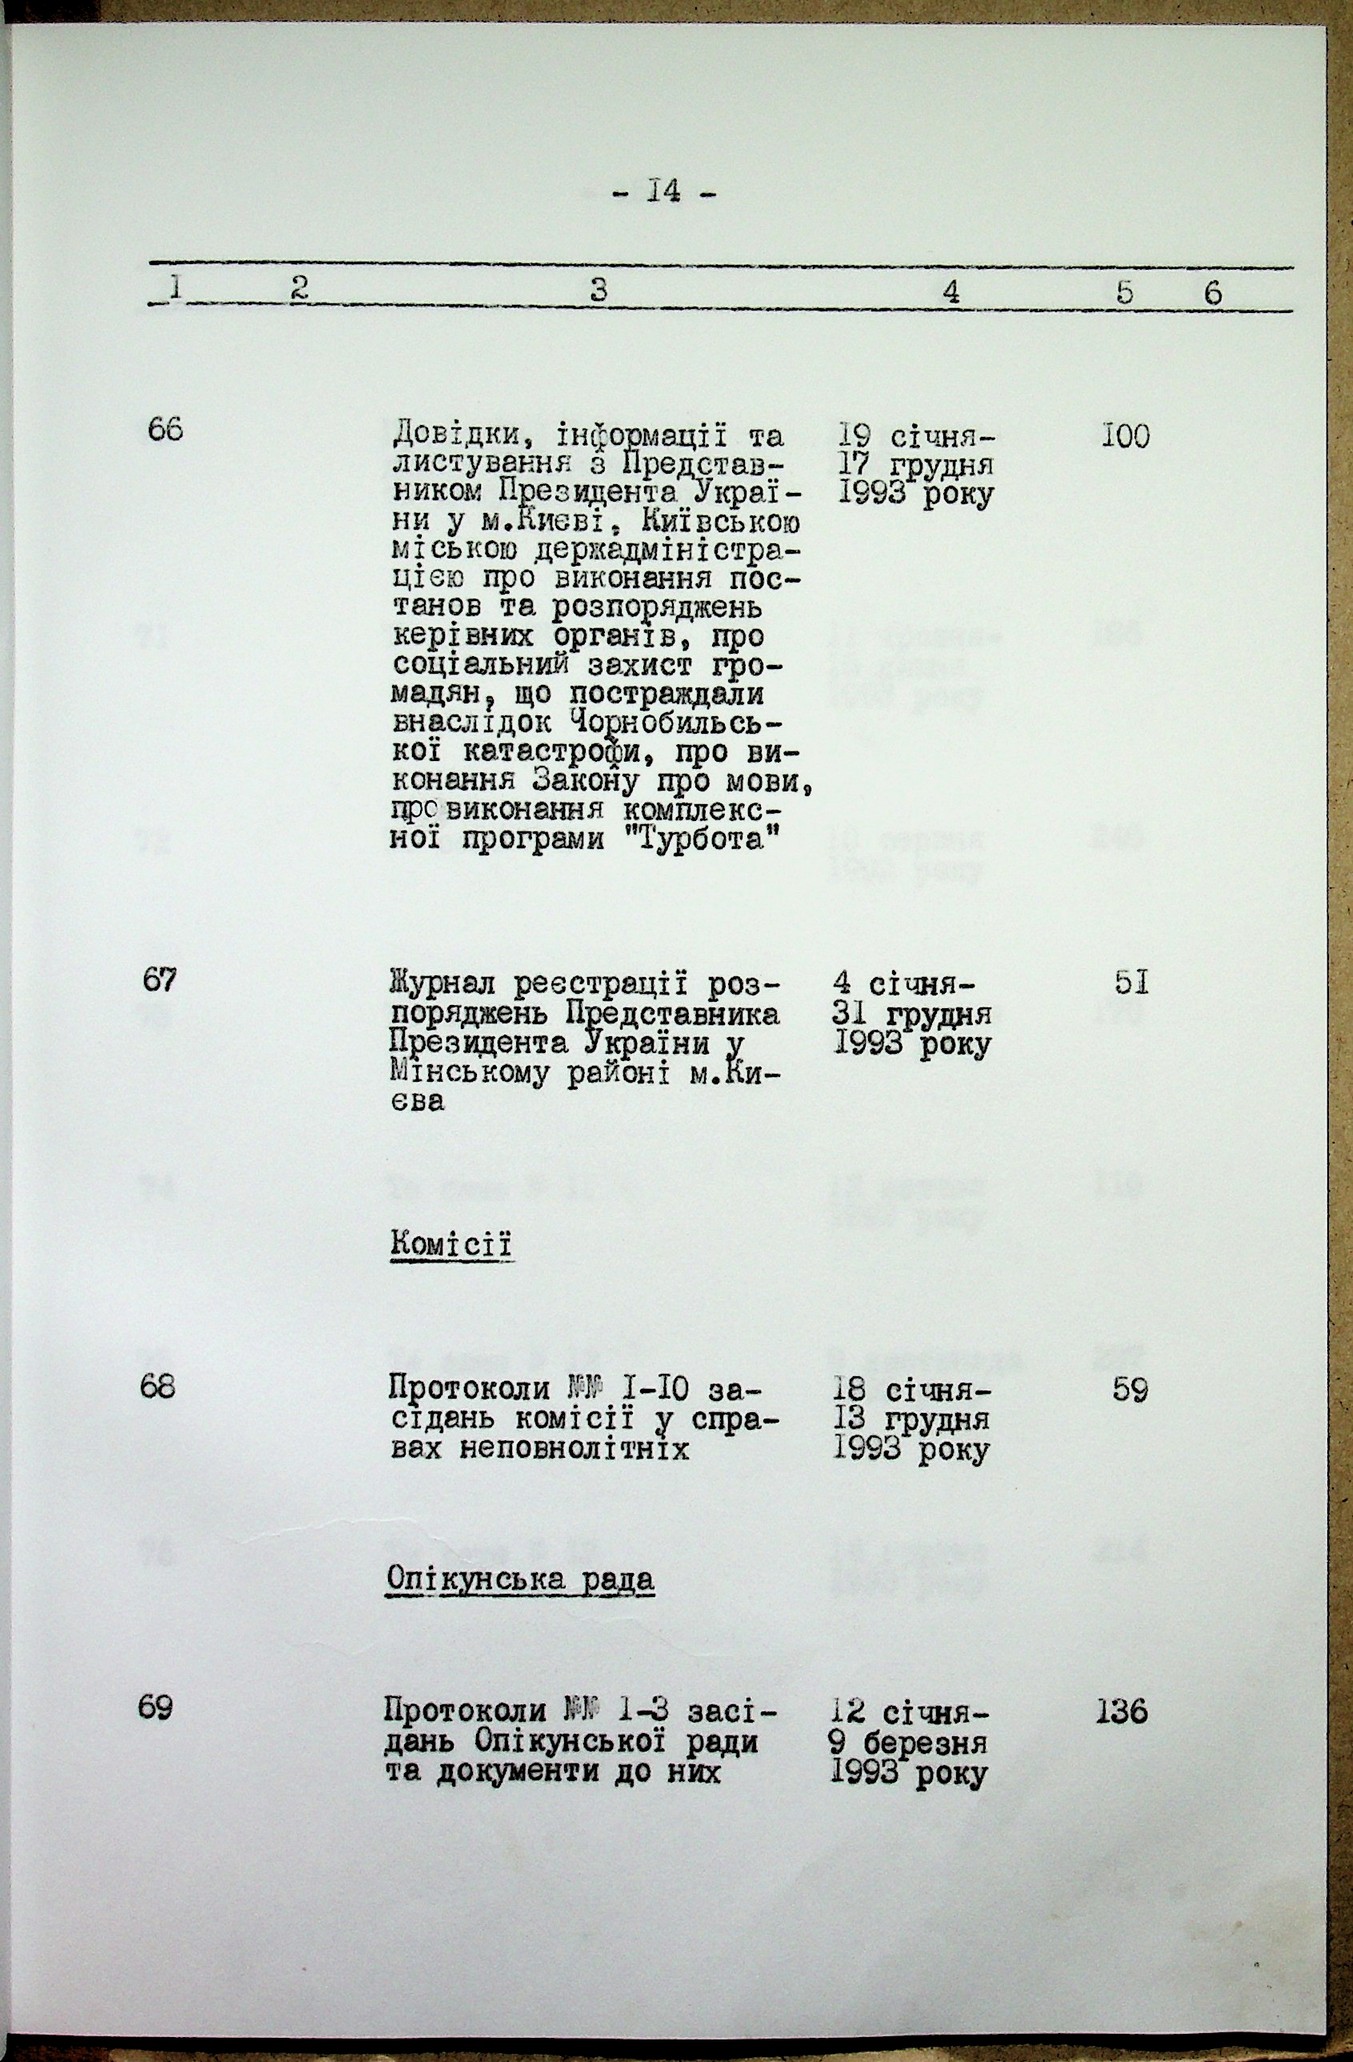 - I4 -
1 2 3 4 5 6
66 Довідки, інформації та 19 січня- I00
листування з Представ- 17 грудня
ником Президента Украї- 1993 року
ни у м.Києві, Київською
міською держадміністра-
цією про виконання пос-
танов та розпоряджень
керівних органів, про
соціальний захист гро-
мадян, що постраждали
внаслідок Чорнобильсь-
кої катастрофи, про ви-
конання Закону про мови,
про виконання комплекс-
ної програми "Турбота"
67 Журнал реєстрації роз- 4 січня- 5I
поряджень Представника 31 грудня
Президента України у 1993 року
Мінському районі м.Ки-
єва
Комісії
68 Протоколи №№ I-I0 за- 18 січня- 59
сідань комісії у спра- 13 грудня
вах неповнолітніх 1993 року
Опікунська рада
69 Протоколи №№ 1-3 засі- 12 січня- 136
дань Опікунської ради 9 березня
та документи до них 1993 року